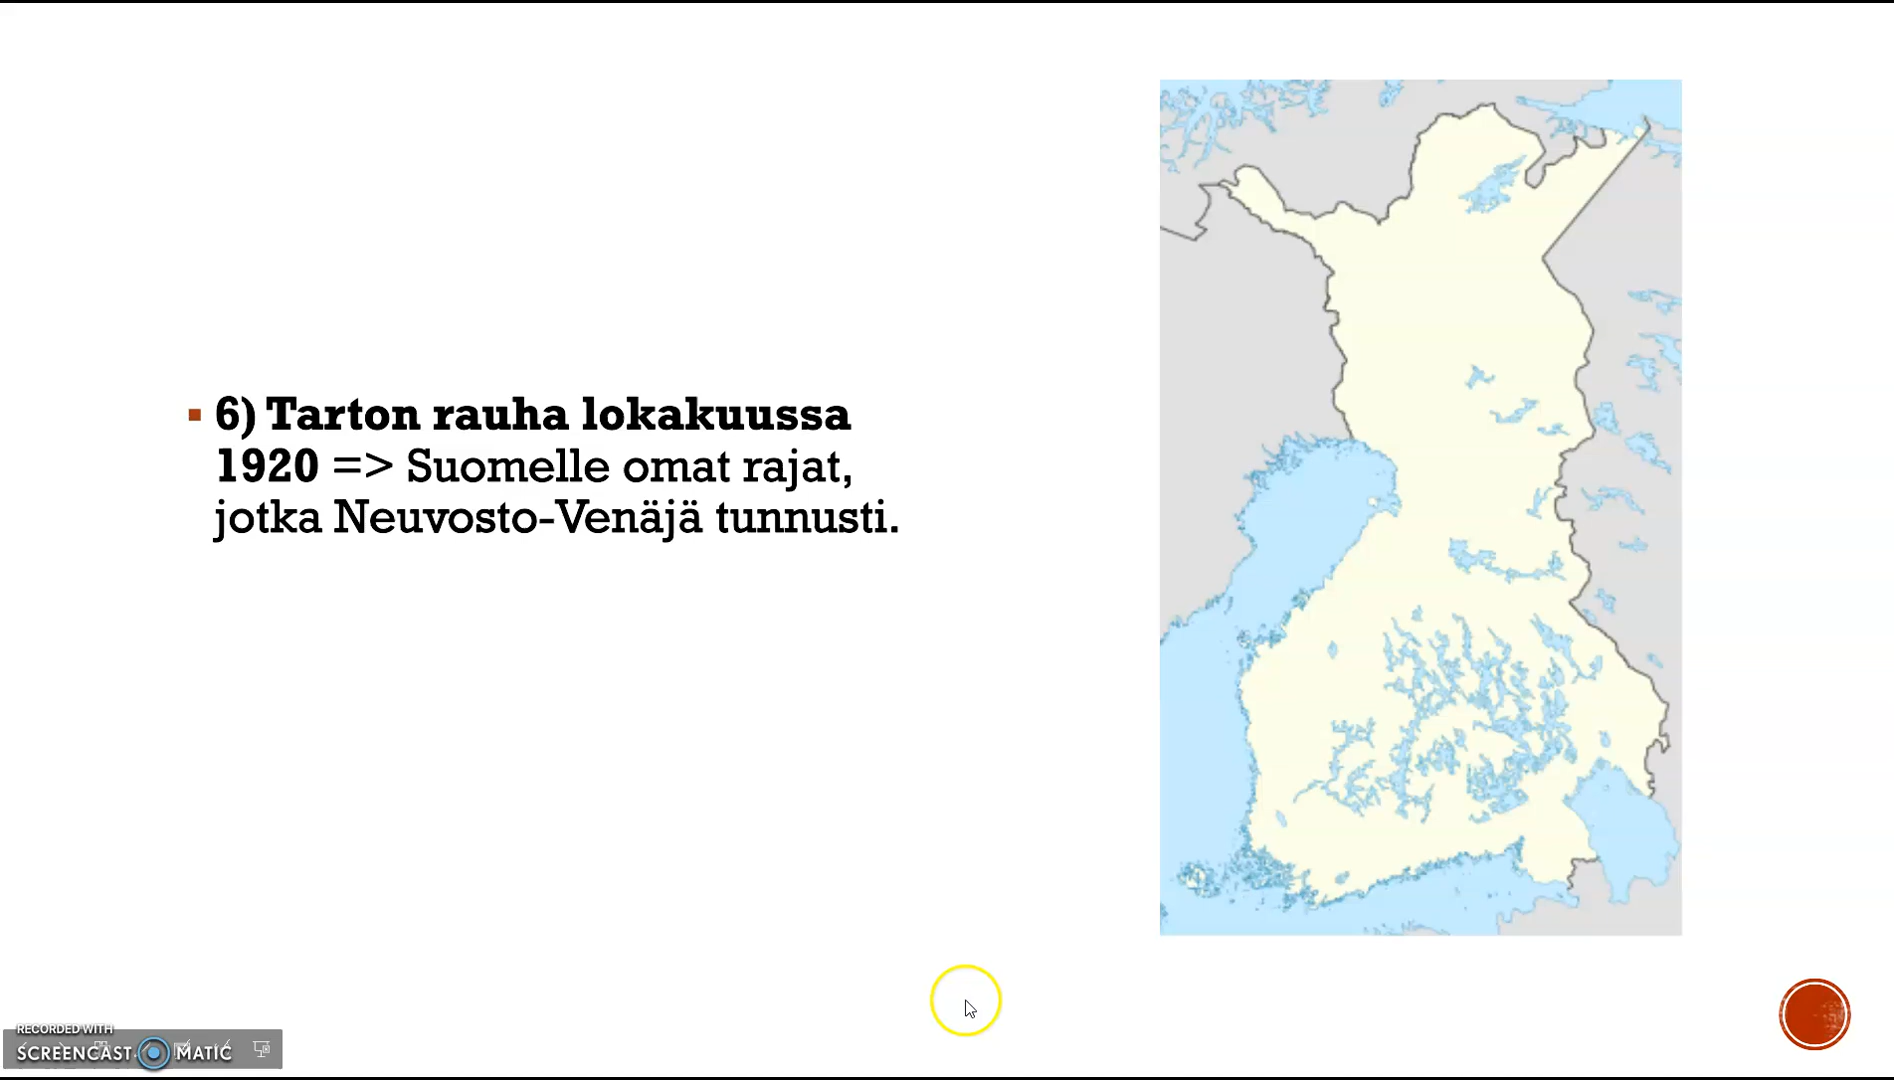 6) Tarton rauha lokakuussa
1920 => Suomelle omat rajat,
jotka Neuvosto-Venäjä tunnusti.
RECORDED WITH
SCREENCAST-O-MATIC